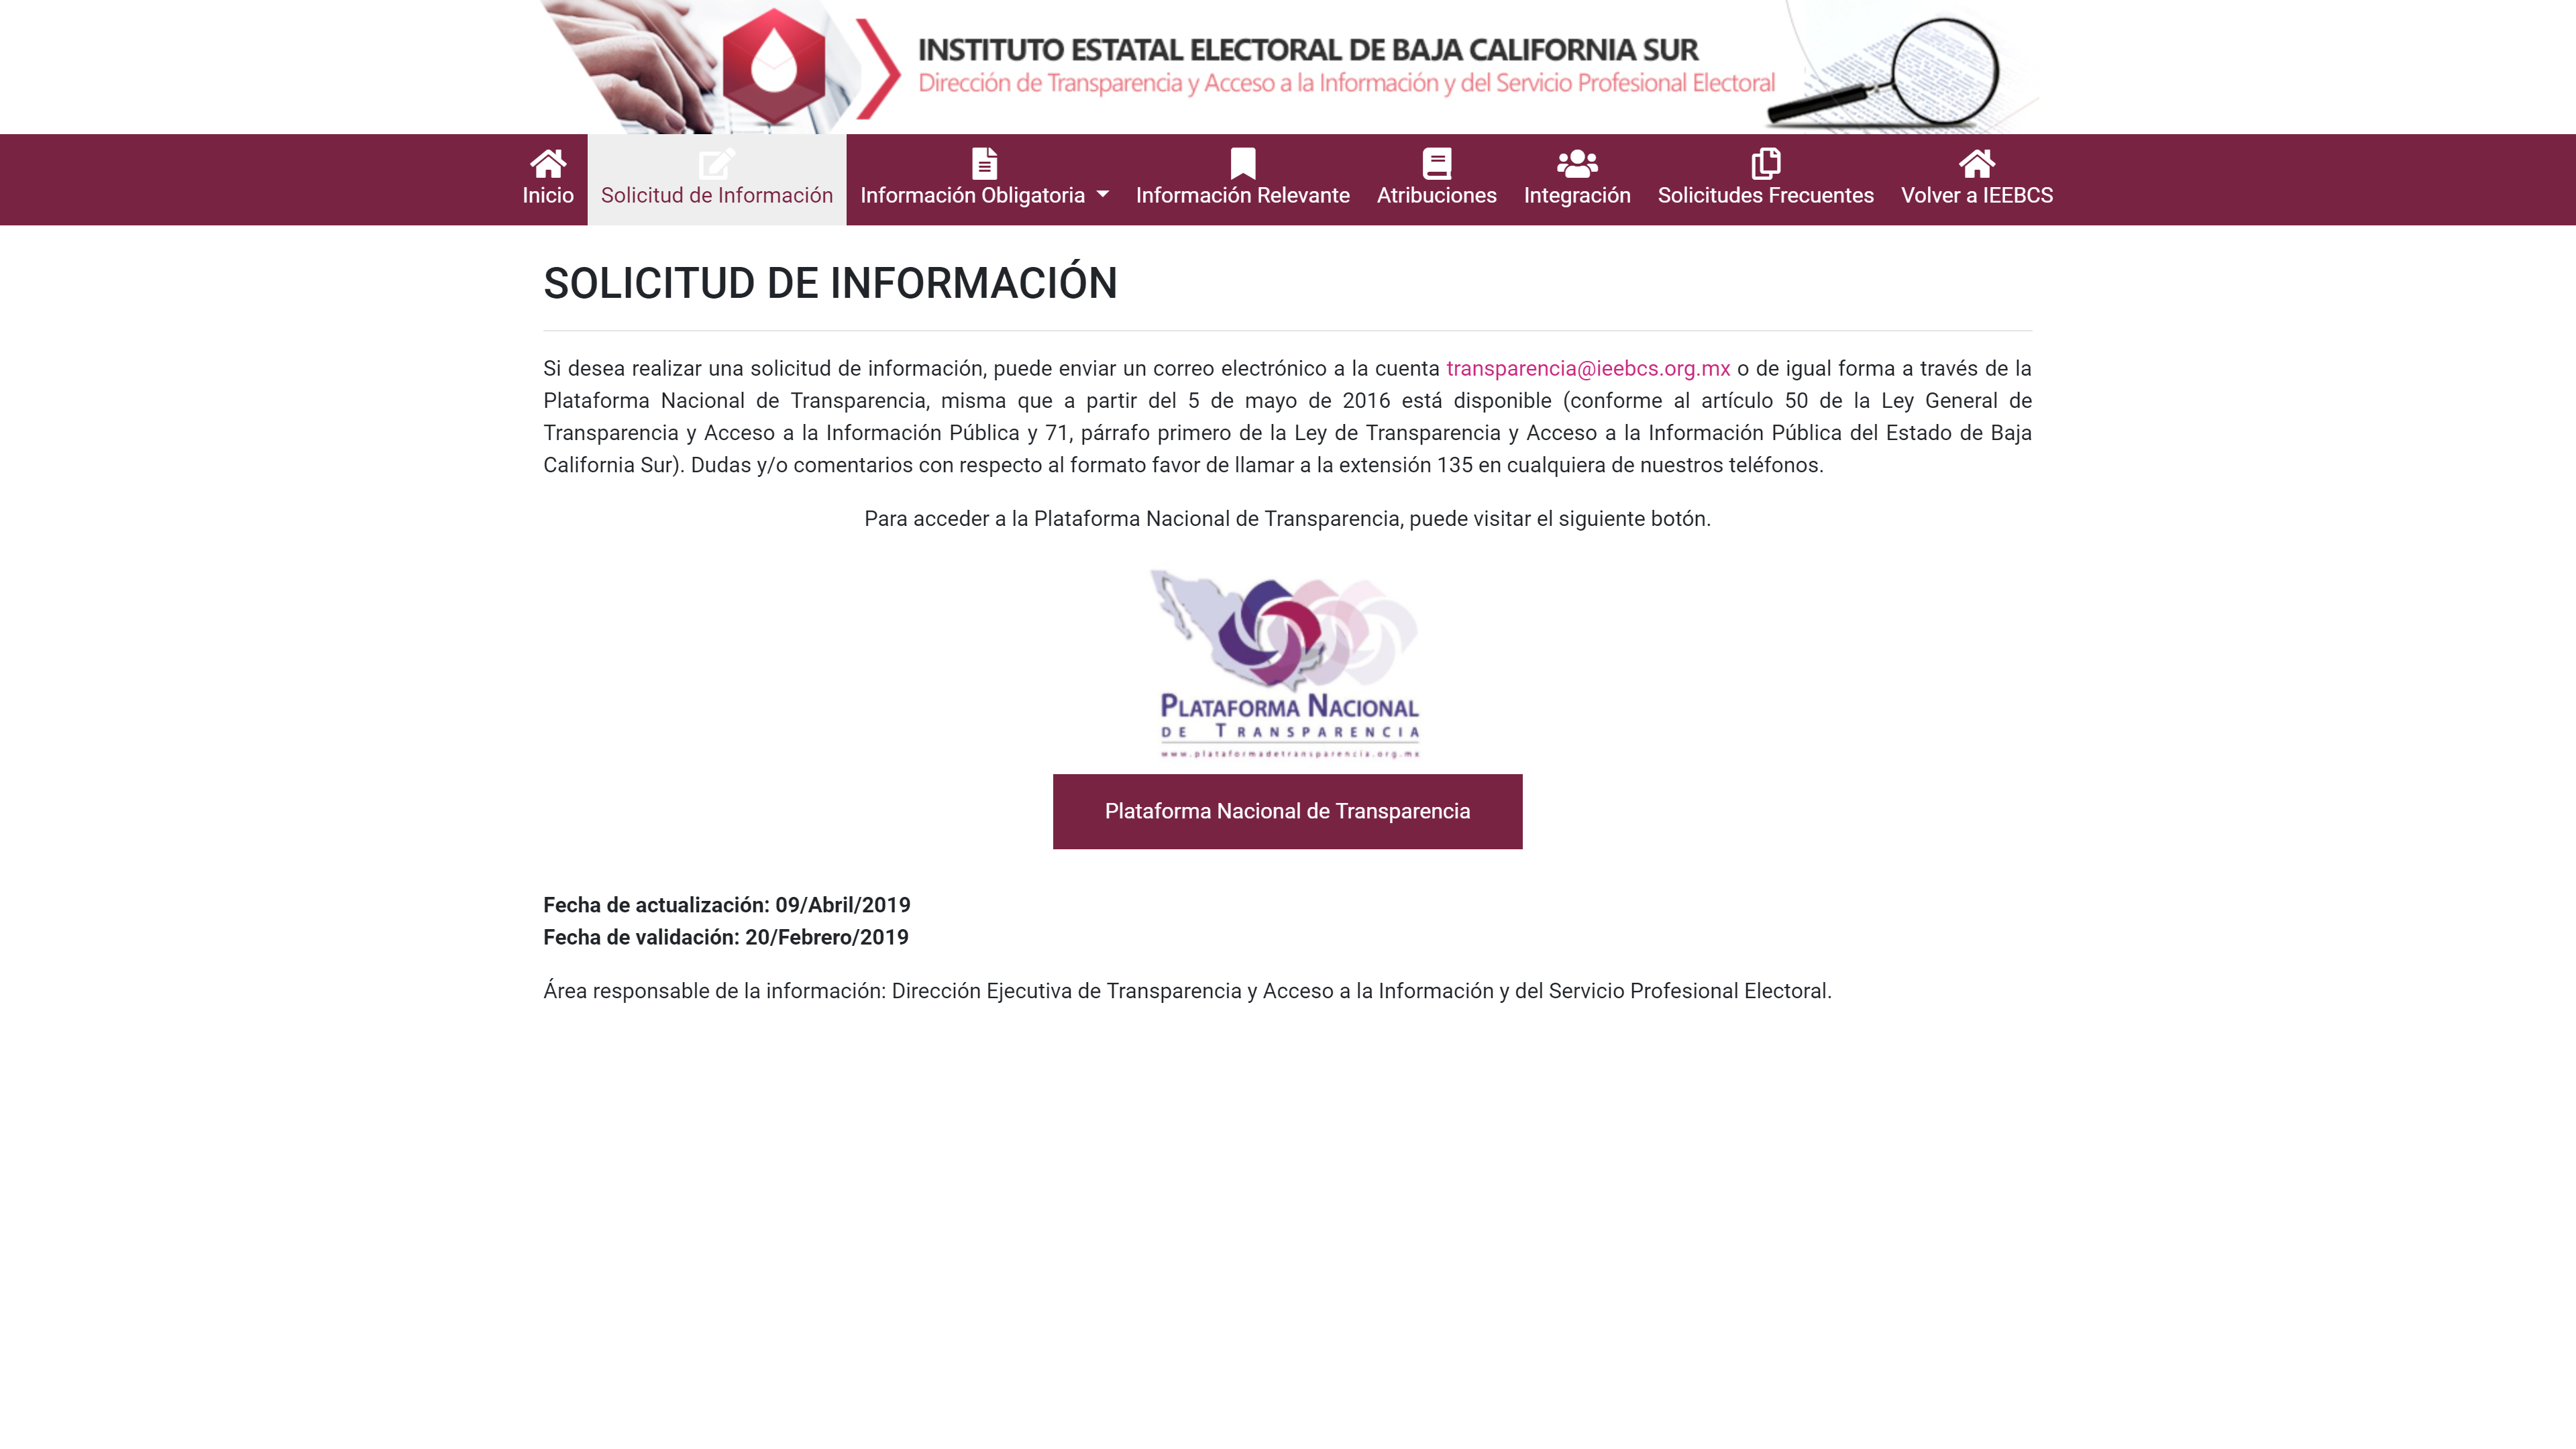 INSTITUTO ESTATAL ELECTORAL DE BAJA CALIFORNIA SUR
Dirección de Transparencia y Acceso a la Información y del Servicio Profesional Electoral
Inicio
Solicitud de Información
Información Obligatoria
Información Relevante
Atribuciones
Integración
Solicitudes Frecuentes
Volver a IEEBCS
SOLICITUD DE INFORMACIÓN
Si desea realizar una solicitud de información, puede enviar un correo electrónico a la cuenta transparencia@ieebcs.org.mx o de igual forma a través de la
Plataforma Nacional de Transparencia, misma que a partir del 5 de mayo de 2016 está disponible (conforme al artículo 50 de la Ley General de
Transparencia y Acceso a la Información Pública y 71, párrafo primero de la Ley de Transparencia y Acceso a la Información Pública del Estado de Baja
California Sur). Dudas y/o comentarios con respecto al formato favor de llamar a la extensión 135 en cualquiera de nuestros teléfonos.
Para acceder a la Plataforma Nacional de Transparencia, puede visitar el siguiente botón.
PLATAFORMA NACIONAL
DE TRANSPARENCIA
www.plataformadetransparencia.org.mx
Plataforma Nacional de Transparencia
Fecha de actualización: 09/Abril/2019
Fecha de validación: 20/Febrero/2019
Área responsable de la información: Dirección Ejecutiva de Transparencia y Acceso a la Información y del Servicio Profesional Electoral.